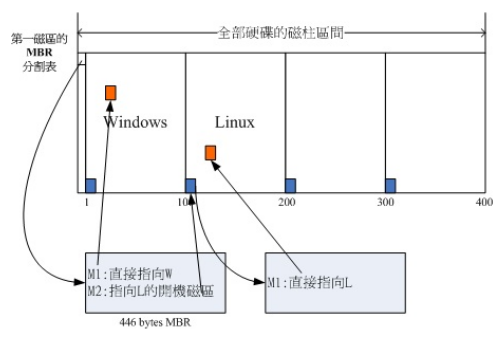 全部硬碟的磁柱區間
第一磁區的
MBR
分割表
Windows
Linux
1
100
200
300
400
M1:直接指向W
M2:指向L的開機磁區
M1:直接指向L
446 bytes MBR